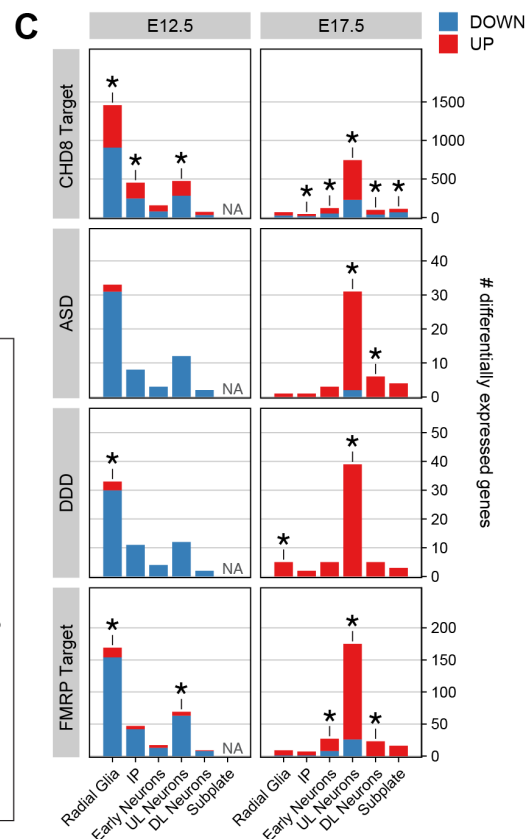 C
E12.5
E17.5
DOWN
UP
CHD8 Target
* * *
NA
* * * * *
1500
1000
500
0
ASD
NA
* *
40
30
20
10
0
DDD
*
NA
* *
50
40
30
20
10
0
FMRP Target
* *
NA
* * *
200
150
100
50
0
# differentially expressed genes
Radial Glia
IP
Early Neurons
UL Neurons
DL Neurons
Subplate
Radial Glia
IP
Early Neurons
UL Neurons
DL Neurons
Subplate